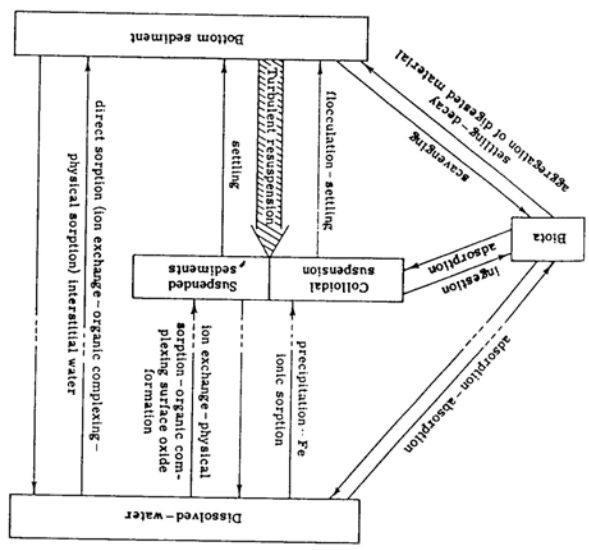 Dissolved-water
adsorption-absorption
precipitation-Fe
ionic sorption
ion exchange-physical
sorption-organic com-
plexing surface oxide
formation
direct sorption (ion exchange-organic complexing-
physical sorption) interstitial water
Biota
ingestion
adsorption
Colloidal
suspension
Suspended
sediments
scavenging
settling-decay
aggregation of digested material
flocculation-settling
Turbulent resuspension
settling
Bottom sediment